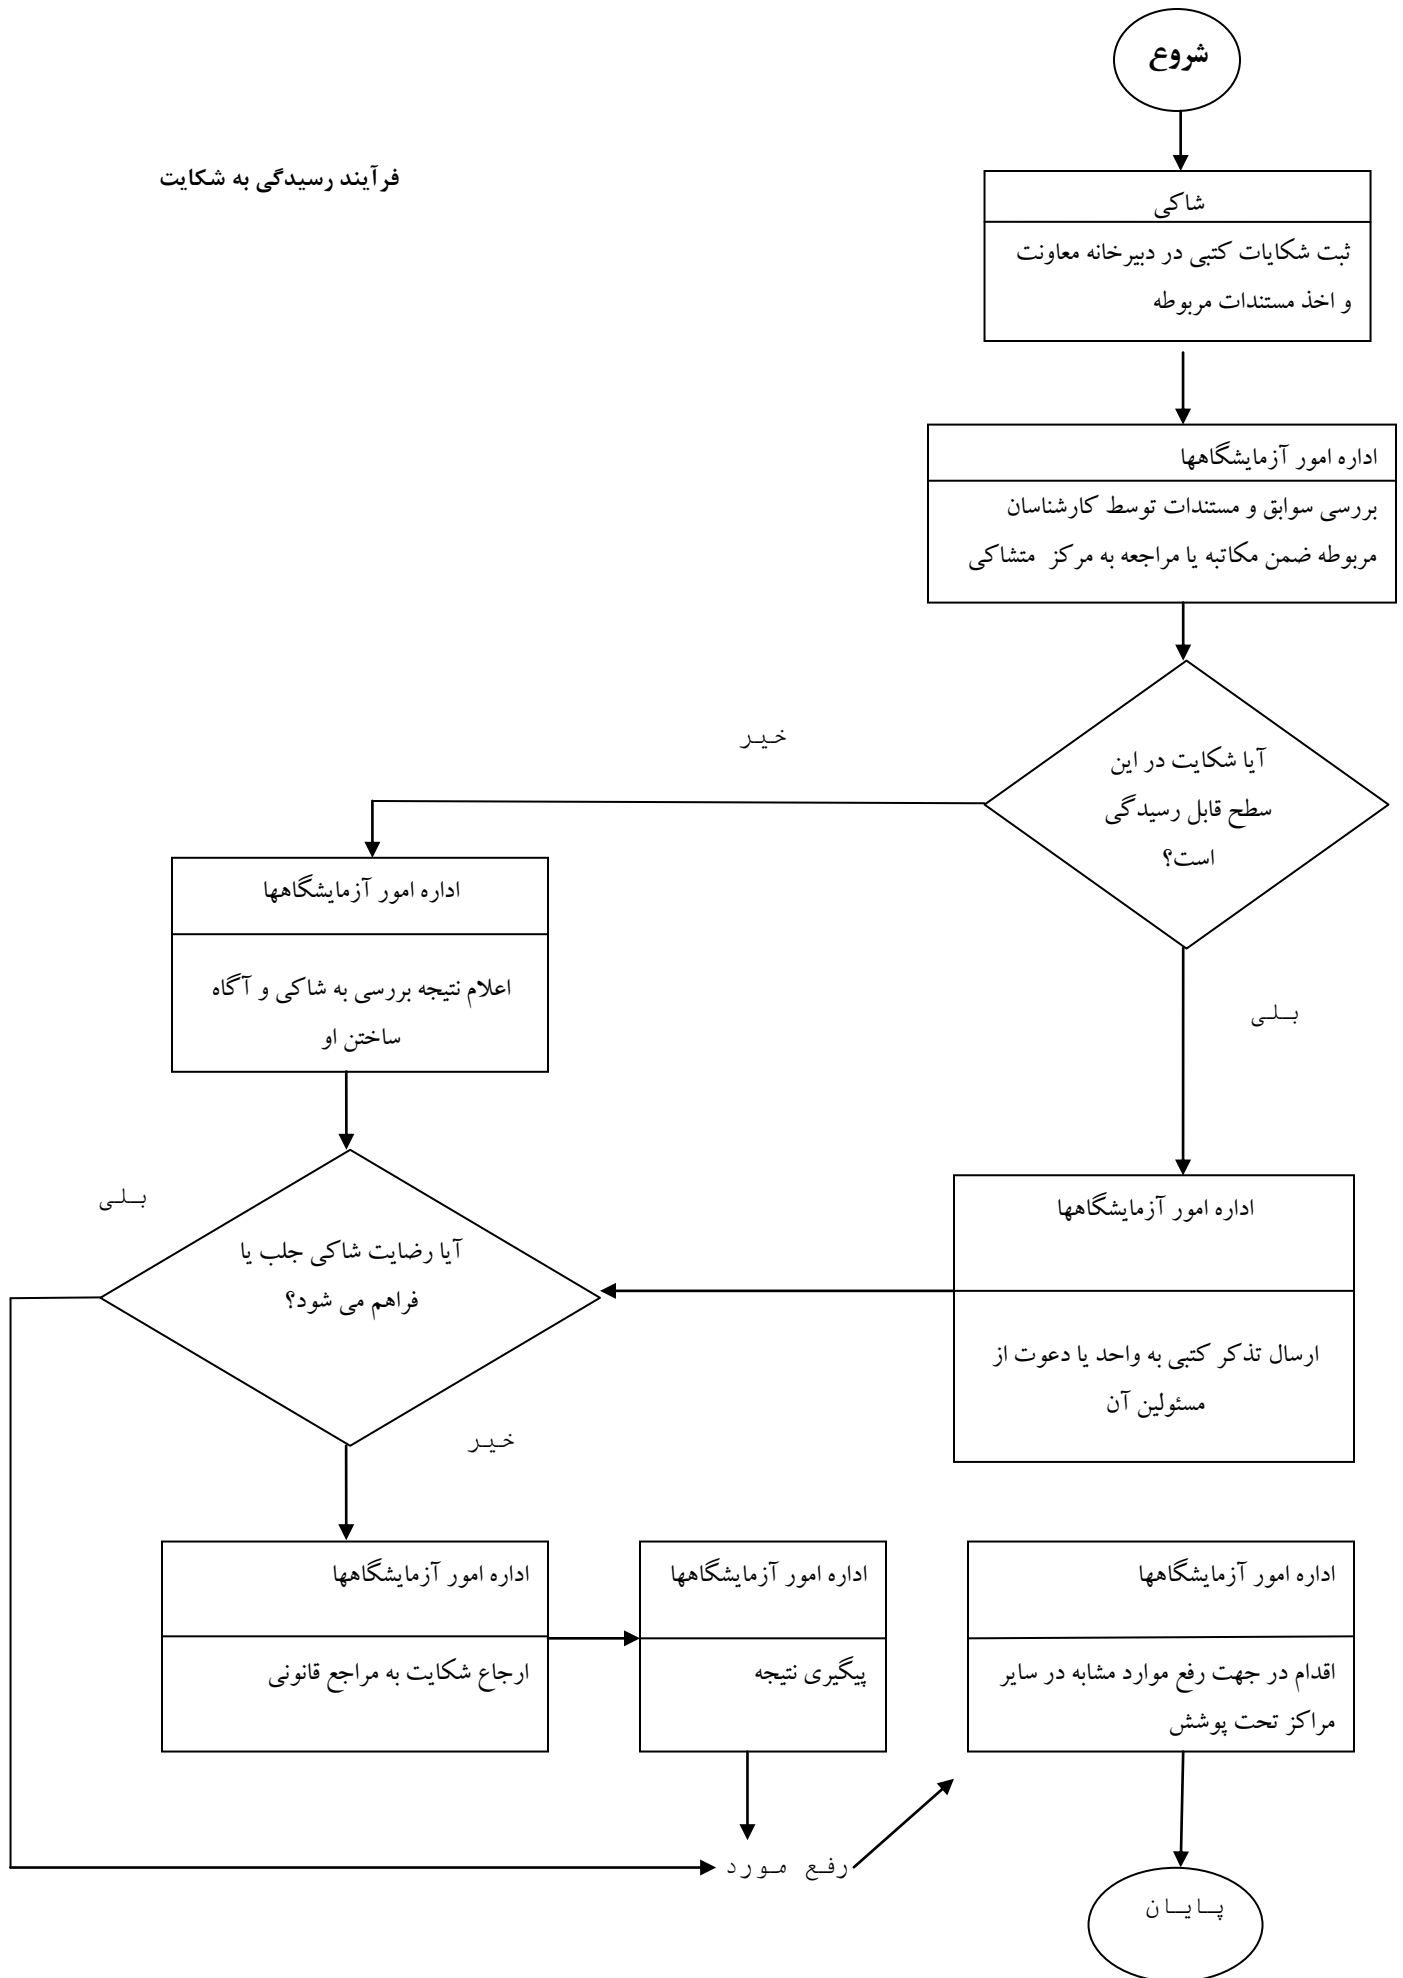 شروع
فرآیند رسیدگی به شکایت
شاکی
ثبت شکایات کتبی در دبیرخانه معاونت
و اخذ مستندات مربوطه
اداره امور آزمایشگاهها
بررسی سوابق و مستندات توسط کارشناسان
مربوطه ضمن مکاتبه یا مراجعه به مرکز متشاکی
آیا شکایت در این
سطح قابل رسیدگی
است؟
خیر
اداره امور آزمایشگاهها
اعلام نتیجه بررسی به شاکی و آگاه
ساختن او
بلی
اداره امور آزمایشگاهها
ارسال تذکر کتبی به واحد یا دعوت از
مسئولین آن
بلی
آیا رضایت شاکی جلب یا
فراهم می شود؟
خیر
اداره امور آزمایشگاهها
ارجاع شکایت به مراجع قانونی
اداره امور آزمایشگاهها
پیگیری نتیجه
اداره امور آزمایشگاهها
اقدام در جهت رفع موارد مشابه در سایر
مراکز تحت پوشش
رفع مورد
پایان